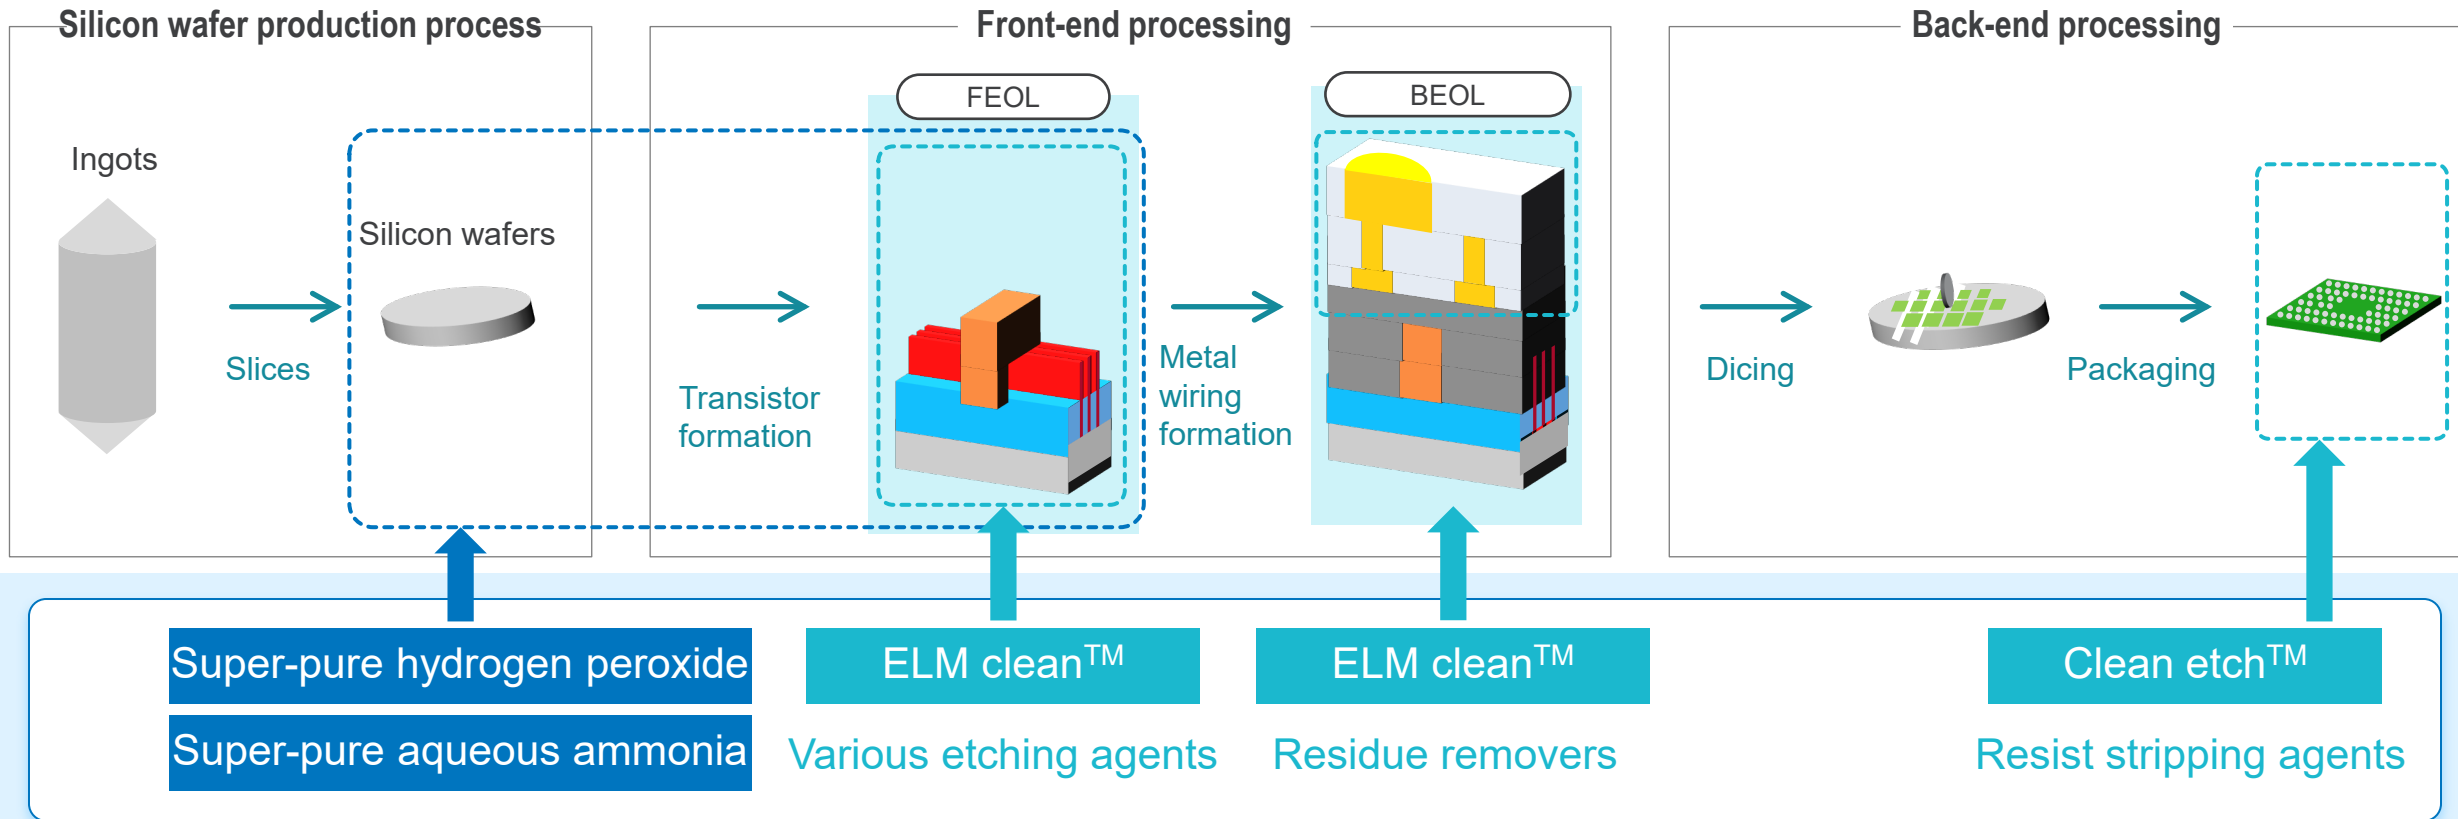 Silicon wafer production process
Front-end processing
Back-end processing
FEOL
BEOL
Ingots
Silicon wafers
Slices
Transistor
formation
Metal
wiring
formation
Dicing
Packaging
Super-pure hydrogen peroxide
Super-pure aqueous ammonia
ELM clean™
Various etching agents
ELM clean™
Residue removers
Clean etch™
Resist stripping agents